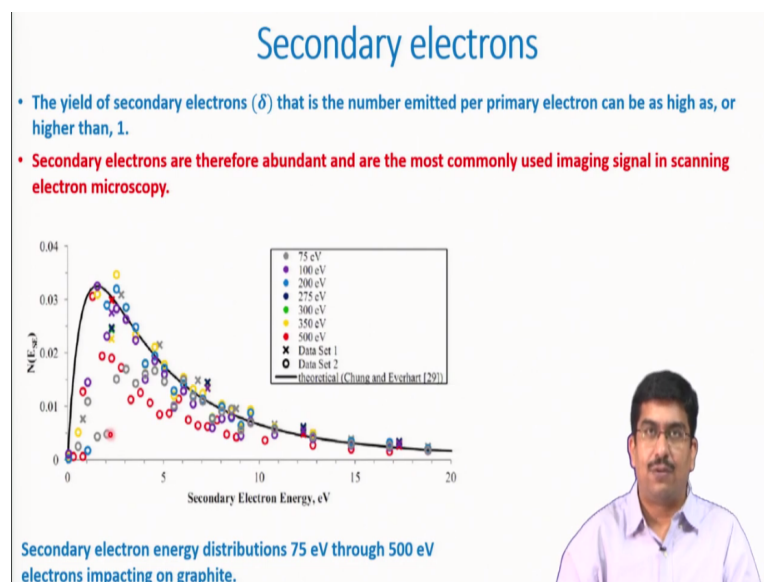 Secondary electrons
• The yield of secondary electrons (δ) that is the number emitted per primary electron can be as high as, or
higher than, 1.
• Secondary electrons are therefore abundant and are the most commonly used imaging signal in scanning
electron microscopy.
0.04
0.03
0.02
0.01
0
N(E_SE)
75 eV
100 eV
200 eV
275 eV
300 eV
350 eV
500 eV
× Data Set 1
O Data Set 2
theoretical (Chung and Everhart [29])
0 5 10 15 20
Secondary Electron Energy, eV
Secondary electron energy distributions 75 eV through 500 eV
electrons impacting on graphite.